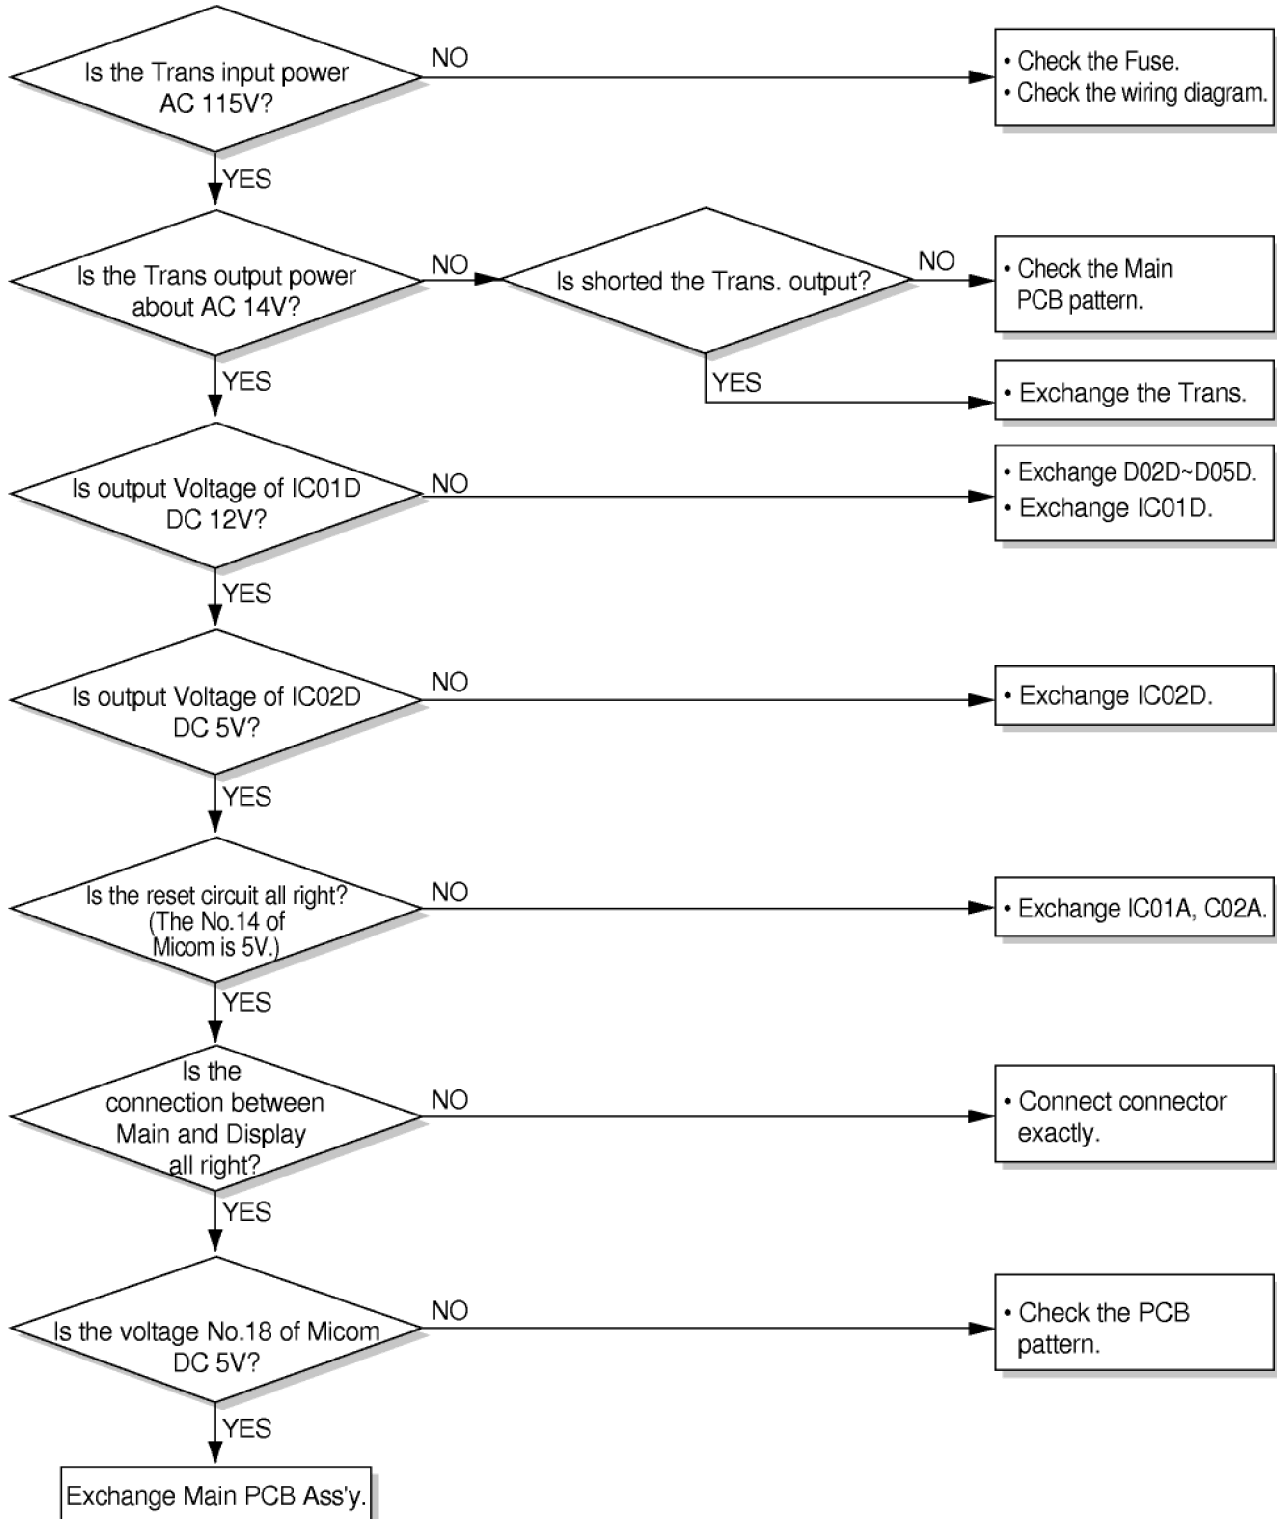 Is the Trans input power
AC 115V?
NO
• Check the Fuse.
• Check the wiring diagram.
YES
Is the Trans output power
about AC 14V?
NO
Is shorted the Trans. output?
NO
• Check the Main
PCB pattern.
YES
YES
• Exchange the Trans.
Is output Voltage of IC01D
DC 12V?
NO
• Exchange D02D~D05D.
• Exchange IC01D.
YES
Is output Voltage of IC02D
DC 5V?
NO
• Exchange IC02D.
YES
Is the reset circuit all right?
(The No.14 of
Micom is 5V.)
NO
• Exchange IC01A, C02A.
YES
Is the
connection between
Main and Display
all right?
NO
• Connect connector
exactly.
YES
Is the voltage No.18 of Micom
DC 5V?
NO
• Check the PCB
pattern.
YES
Exchange Main PCB Ass'y.